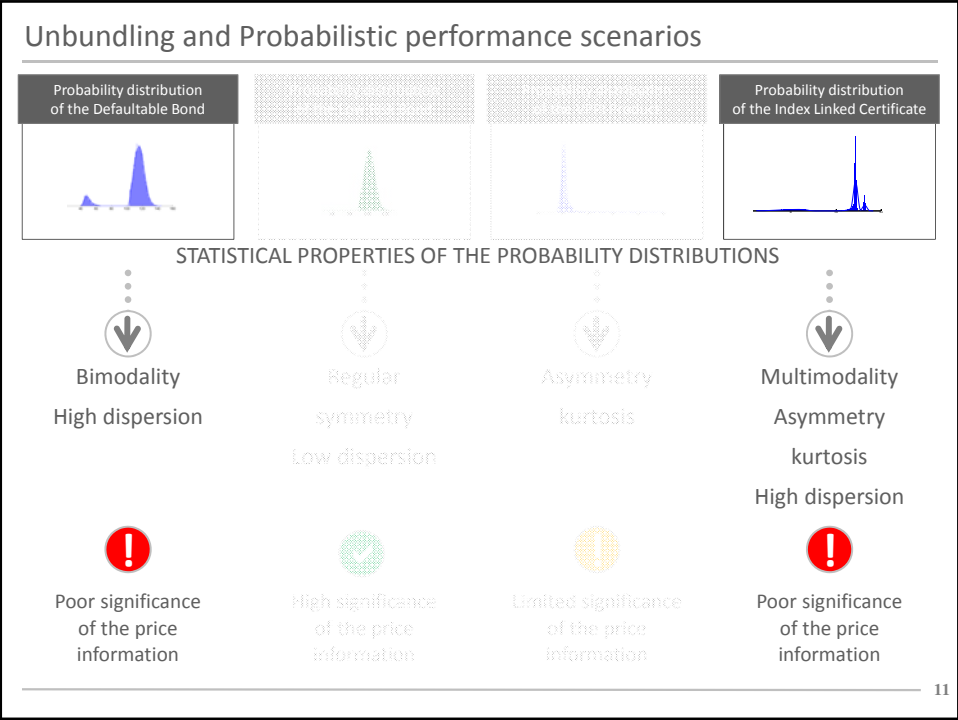 Unbundling and Probabilistic performance scenarios
Probability distribution
of the Defaultable Bond
Probability distribution
of the Index Linked Certificate
STATISTICAL PROPERTIES OF THE PROBABILITY DISTRIBUTIONS
Bimodality
High dispersion
Regular
symmetry
Low dispersion
Asymmetry
kurtosis
Multimodality
Asymmetry
kurtosis
High dispersion
Poor significance
of the price
information
High significance
of the price
information
Limited significance
of the price
information
Poor significance
of the price
information
11